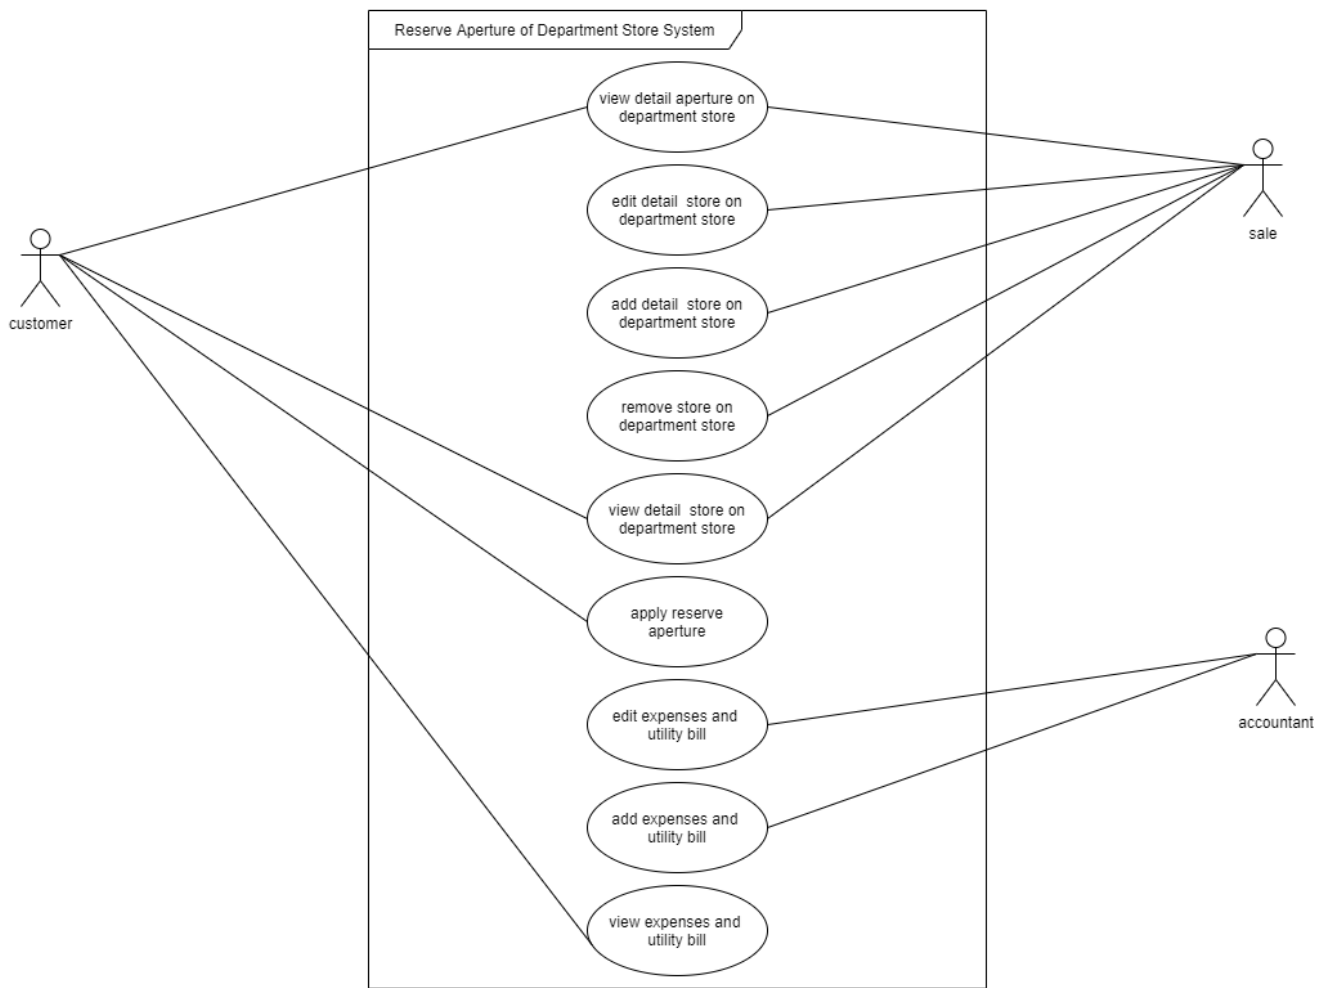 Reserve Aperture of Department Store System
view detail aperture on
department store
edit detail  store on
department store
sale
add detail  store on
department store
customer
remove store on
department store
view detail  store on
department store
apply reserve
aperture
edit expenses and
utility bill
accountant
add expenses and
utility bill
view expenses and
utility bill